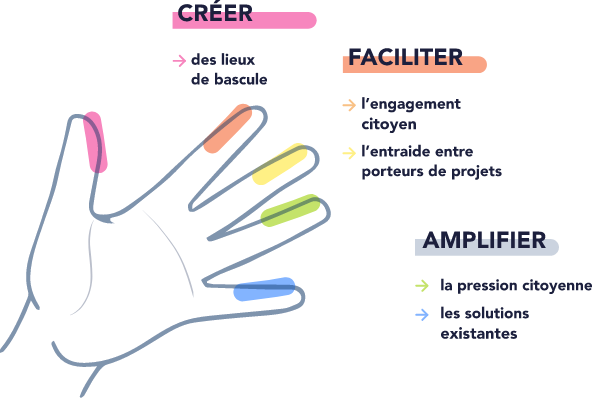 CRÉER
→ des lieux
de bascule
FACILITER
→ l'engagement
citoyen
→ l'entraide entre
porteurs de projets
AMPLIFIER
→ la pression citoyenne
→ les solutions
existantes